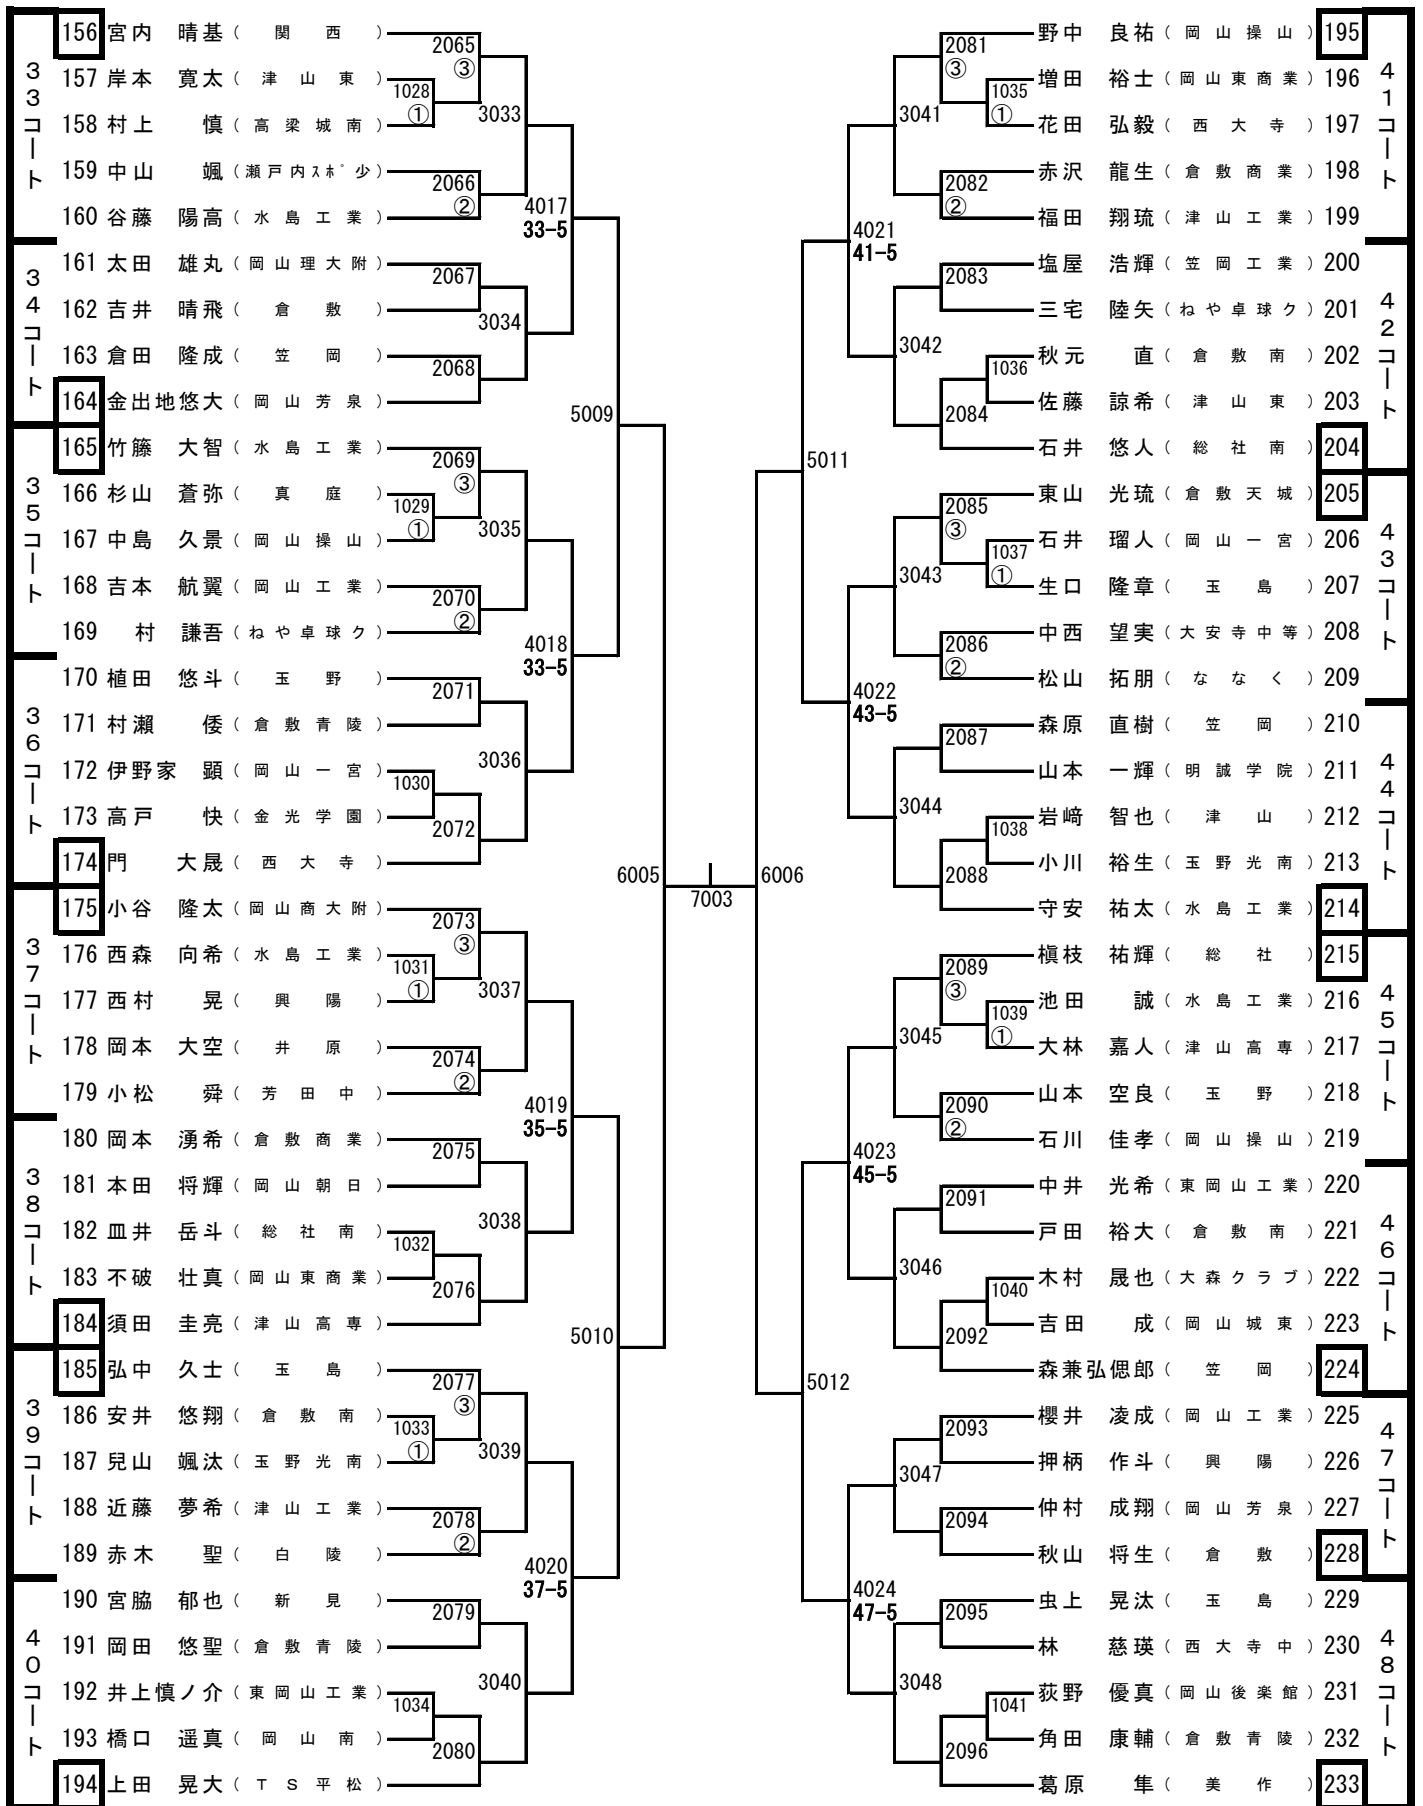 33コート
156 宮内 晴基 (関西)
157 岸本 寛太 (津山東)
158 村上 慎 (高梁城南)
159 中山 颯 (瀬戸内スポ少)
160 谷藤 陽高 (水島工業)
34コート
161 太田 雄丸 (岡山理大附)
162 吉井 晴飛 (倉敷)
163 倉田 隆成 (笠岡)
164 金出地悠大 (岡山芳泉)
35コート
165 竹藤 大智 (水島工業)
166 杉山 蒼弥 (真庭)
167 中島 久景 (岡山操山)
168 吉本 航翼 (岡山工業)
169 村 謙吾 (ねや卓球ク)
36コート
170 植田 悠斗 (玉野)
171 村瀬 倭 (倉敷青陵)
172 伊野家 顕 (岡山一宮)
173 高戸 快 (金光学園)
174 門 大晟 (西大寺)
37コート
175 小谷 隆太 (岡山商大附)
176 西森 向希 (水島工業)
177 西村 晃 (興陽)
178 岡本 大空 (井原)
179 小松 舜 (芳田中)
38コート
180 岡本 湧希 (倉敷商業)
181 本田 将輝 (岡山朝日)
182 皿井 岳斗 (総社南)
183 不破 壮真 (岡山東商業)
184 須田 圭亮 (津山高専)
39コート
185 弘中 久士 (玉島)
186 安井 悠翔 (倉敷南)
187 兒山 颯汰 (玉野光南)
188 近藤 夢希 (津山工業)
189 赤木 聖 (白陵)
40コート
190 宮脇 郁也 (新見)
191 岡田 悠聖 (倉敷青陵)
192 井上慎ノ介 (東岡山工業)
193 橋口 遥真 (岡山南)
194 上田 晃大 (TS平松)
1028 ①
1029 ①
1030
1031 ①
1032
1033 ①
1034
2065 ③
2066 ②
2067
2068
2069 ③
2070 ②
2071
2072
2073 ③
2074 ②
2075
2076
2077 ③
2078 ②
2079
2080
3033
3034
3035
3036
3037
3038
3039
3040
4017
33-5
4018
33-5
4019
35-5
4020
37-5
5009
5010
6005
7003
6006
5011
5012
4021
41-5
4022
43-5
4023
45-5
4024
47-5
3041
3042
3043
3044
3045
3046
3047
3048
2081 ③
2082 ②
2083
2084
2085 ③
2086 ②
2087
2088
2089 ③
2090 ②
2091
2092
2093
2094
2095
2096
1035 ①
1036
1037 ①
1038
1039 ①
1040
1041
41コート
野中 良祐 (岡山操山) 195
増田 裕士 (岡山東商業) 196
花田 弘毅 (西大寺) 197
赤沢 龍生 (倉敷商業) 198
福田 翔琉 (津山工業) 199
42コート
塩屋 浩輝 (笠岡工業) 200
三宅 陸矢 (ねや卓球ク) 201
秋元 直 (倉敷南) 202
佐藤 諒希 (津山東) 203
石井 悠人 (総社南) 204
43コート
東山 光琉 (倉敷天城) 205
石井 瑠人 (岡山一宮) 206
生口 隆章 (玉島) 207
中西 望実 (大安寺中等) 208
松山 拓朋 (ななく) 209
44コート
森原 直樹 (笠岡) 210
山本 一輝 (明誠学院) 211
岩﨑 智也 (津山) 212
小川 裕生 (玉野光南) 213
守安 祐太 (水島工業) 214
45コート
槇枝 祐輝 (総社) 215
池田 誠 (水島工業) 216
大林 嘉人 (津山高専) 217
山本 空良 (玉野) 218
石川 佳孝 (岡山操山) 219
46コート
中井 光希 (東岡山工業) 220
戸田 裕大 (倉敷南) 221
木村 晟也 (大森クラブ) 222
吉田 成 (岡山城東) 223
森兼弘偲郎 (笠岡) 224
47コート
櫻井 凌成 (岡山工業) 225
押柄 作斗 (興陽) 226
仲村 成翔 (岡山芳泉) 227
秋山 将生 (倉敷) 228
48コート
虫上 晃汰 (玉島) 229
林 慈瑛 (西大寺中) 230
荻野 優真 (岡山後楽館) 231
角田 康輔 (倉敷青陵) 232
葛原 隼 (美作) 233